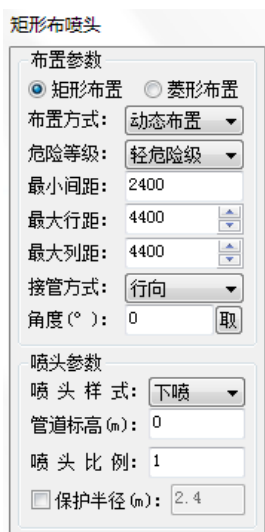 矩形布喷头
布置参数
矩形布置 菱形布置
布置方式: 动态布置
危险等级: 轻危险级
最小间距: 2400
最大行距: 4400
最大列距: 4400
接管方式: 行向
角度(°): 0 取
喷头参数
喷 头 样 式: 下喷
管道标高(m): 0
喷 头 比 例: 1
保护半径(m): 2.4